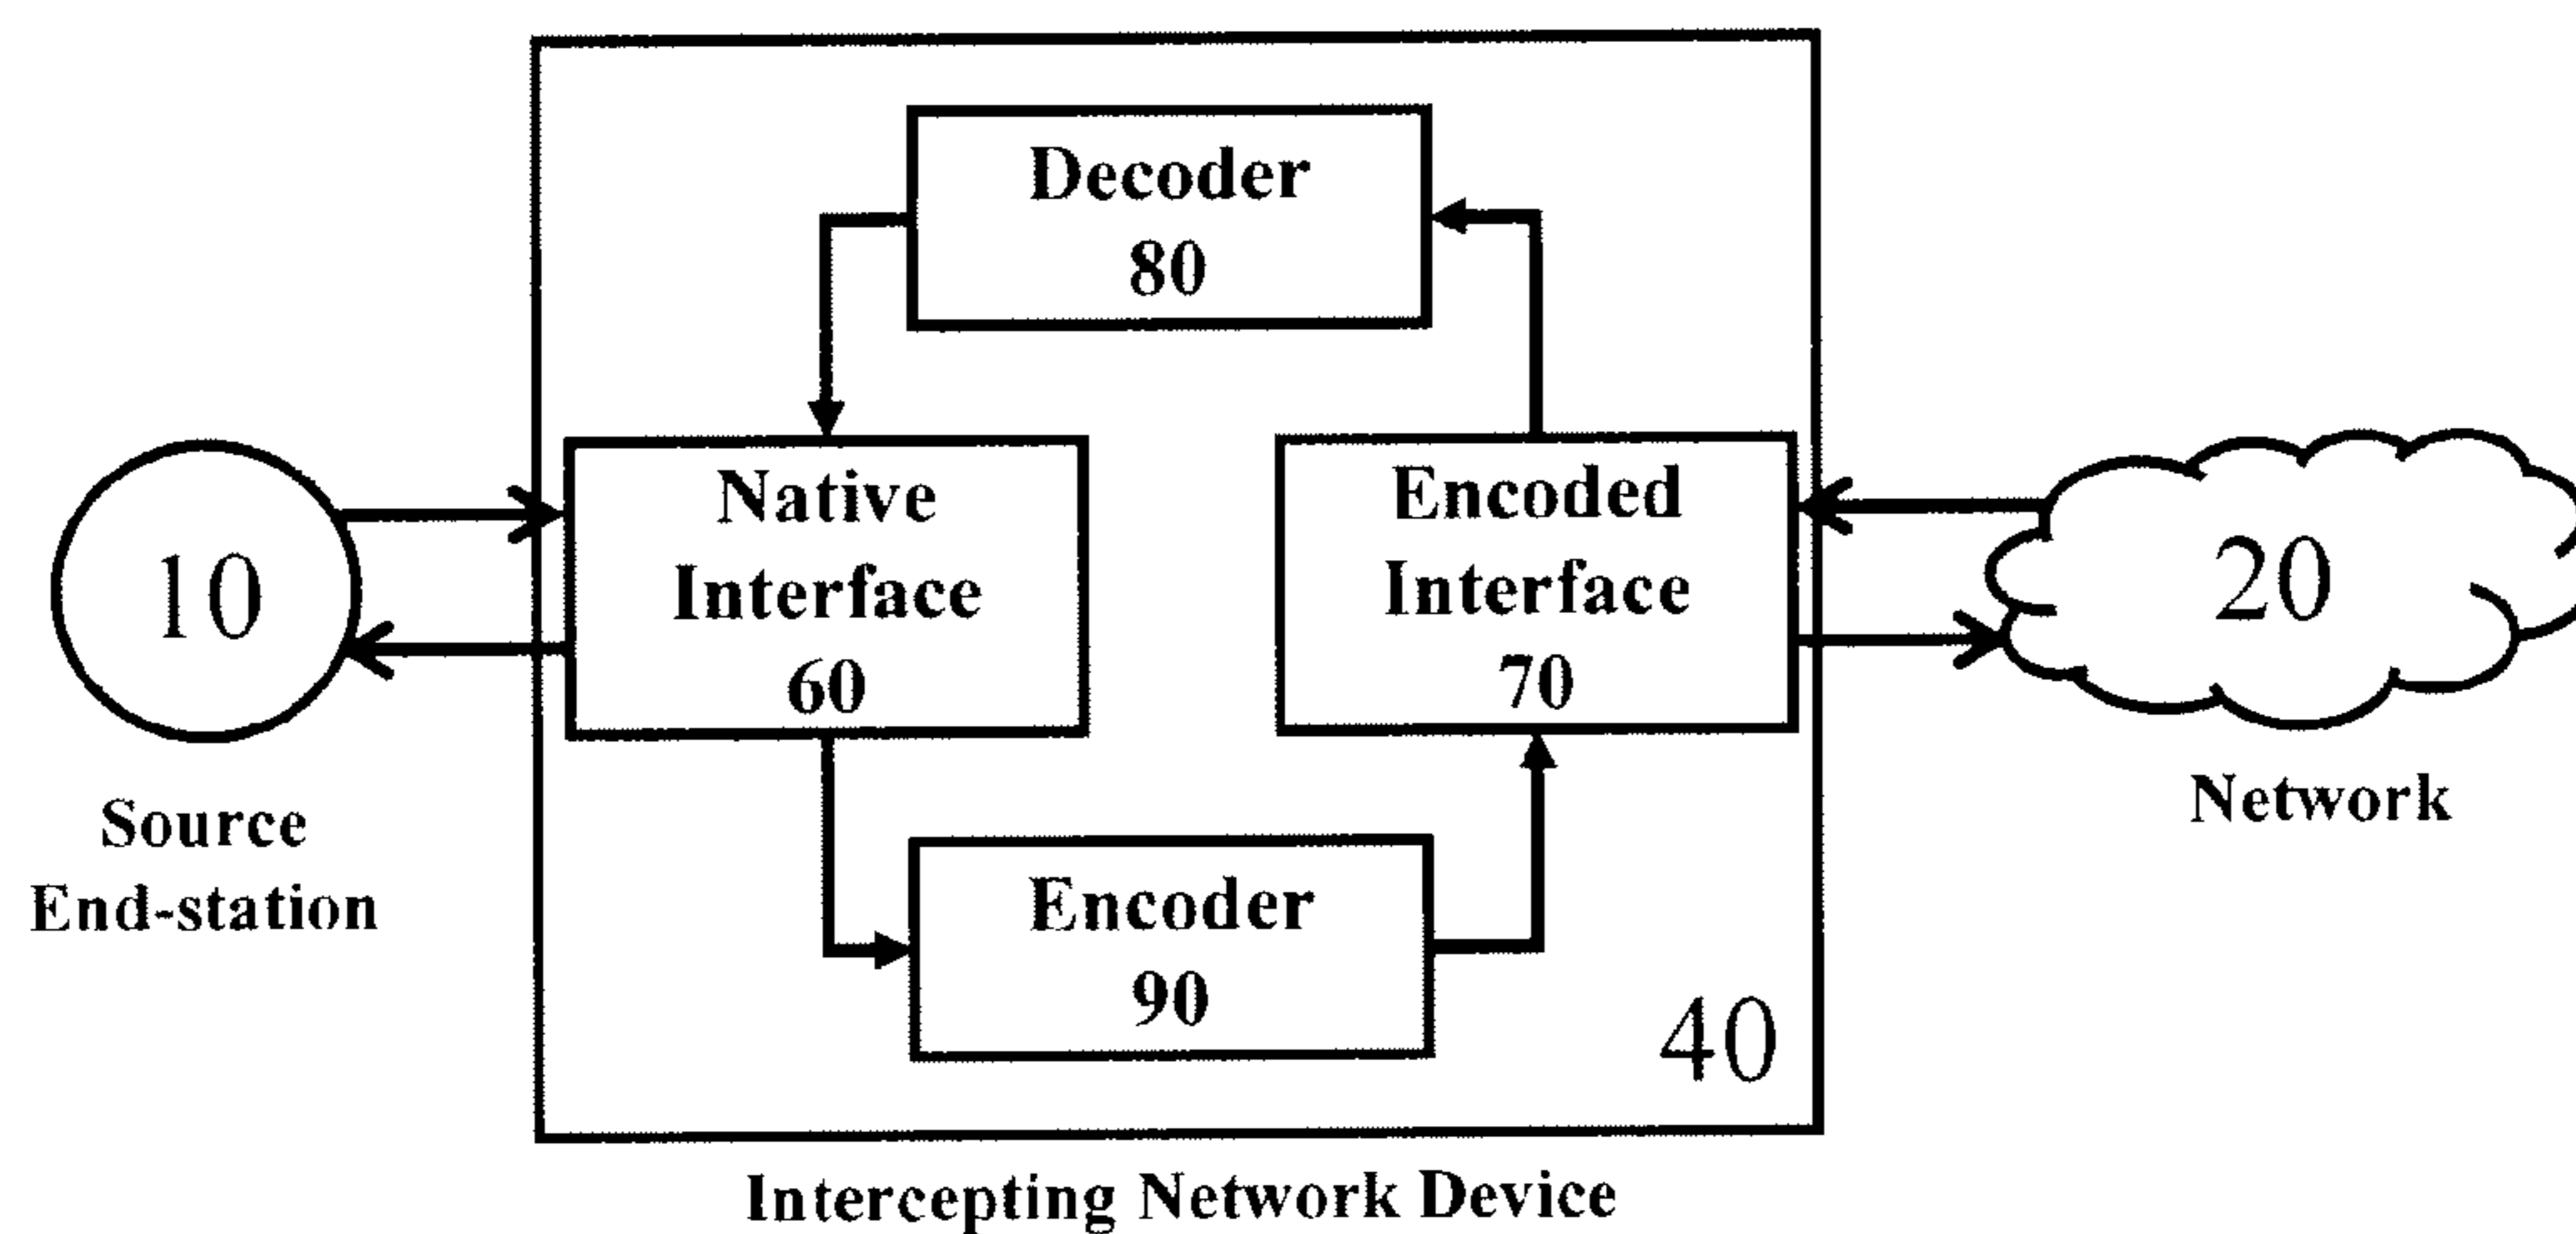 Decoder
80
Native
Interface
60
Encoded
Interface
70
10
20
Source
End-station
Network
Encoder
90
40
Intercepting Network Device